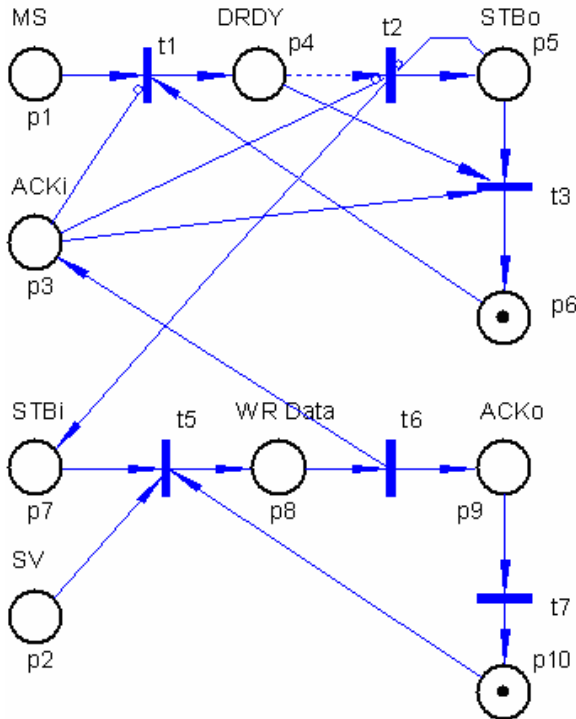 MS DRDY STBo
t1 t2
p4 p5
p1
ACKi
t3
p3
p6
STBi WR Data ACKo
t5 t6
p7 p8 p9
SV
t7
p2 p10